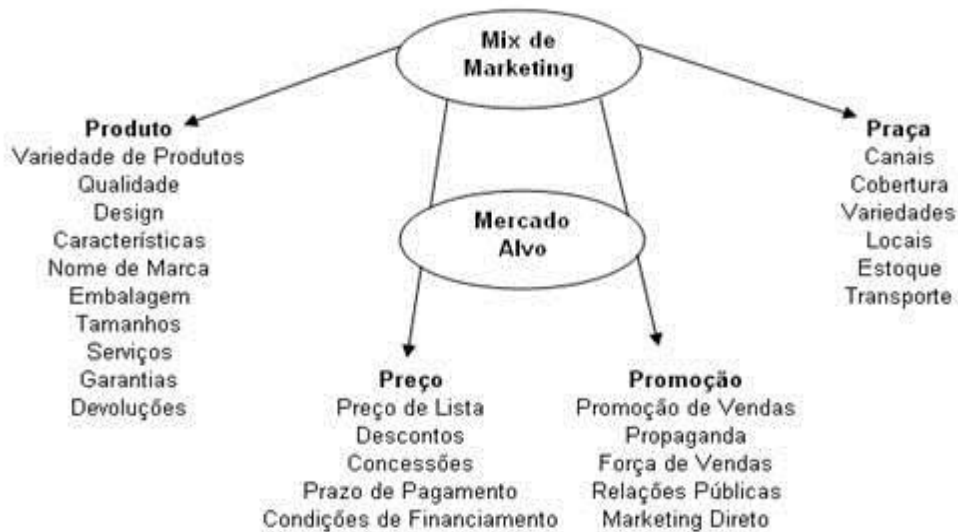 Mix de
Marketing
Produto
Variedade de Produtos
Qualidade
Design
Características
Nome de Marca
Embalagem
Tamanhos
Serviços
Garantias
Devoluções
Mercado
Alvo
Praça
Canais
Cobertura
Variedades
Locais
Estoque
Transporte
Preço
Preço de Lista
Descontos
Concessões
Prazo de Pagamento
Condições de Financiamento
Promoção
Promoção de Vendas
Propaganda
Força de Vendas
Relações Públicas
Marketing Direto